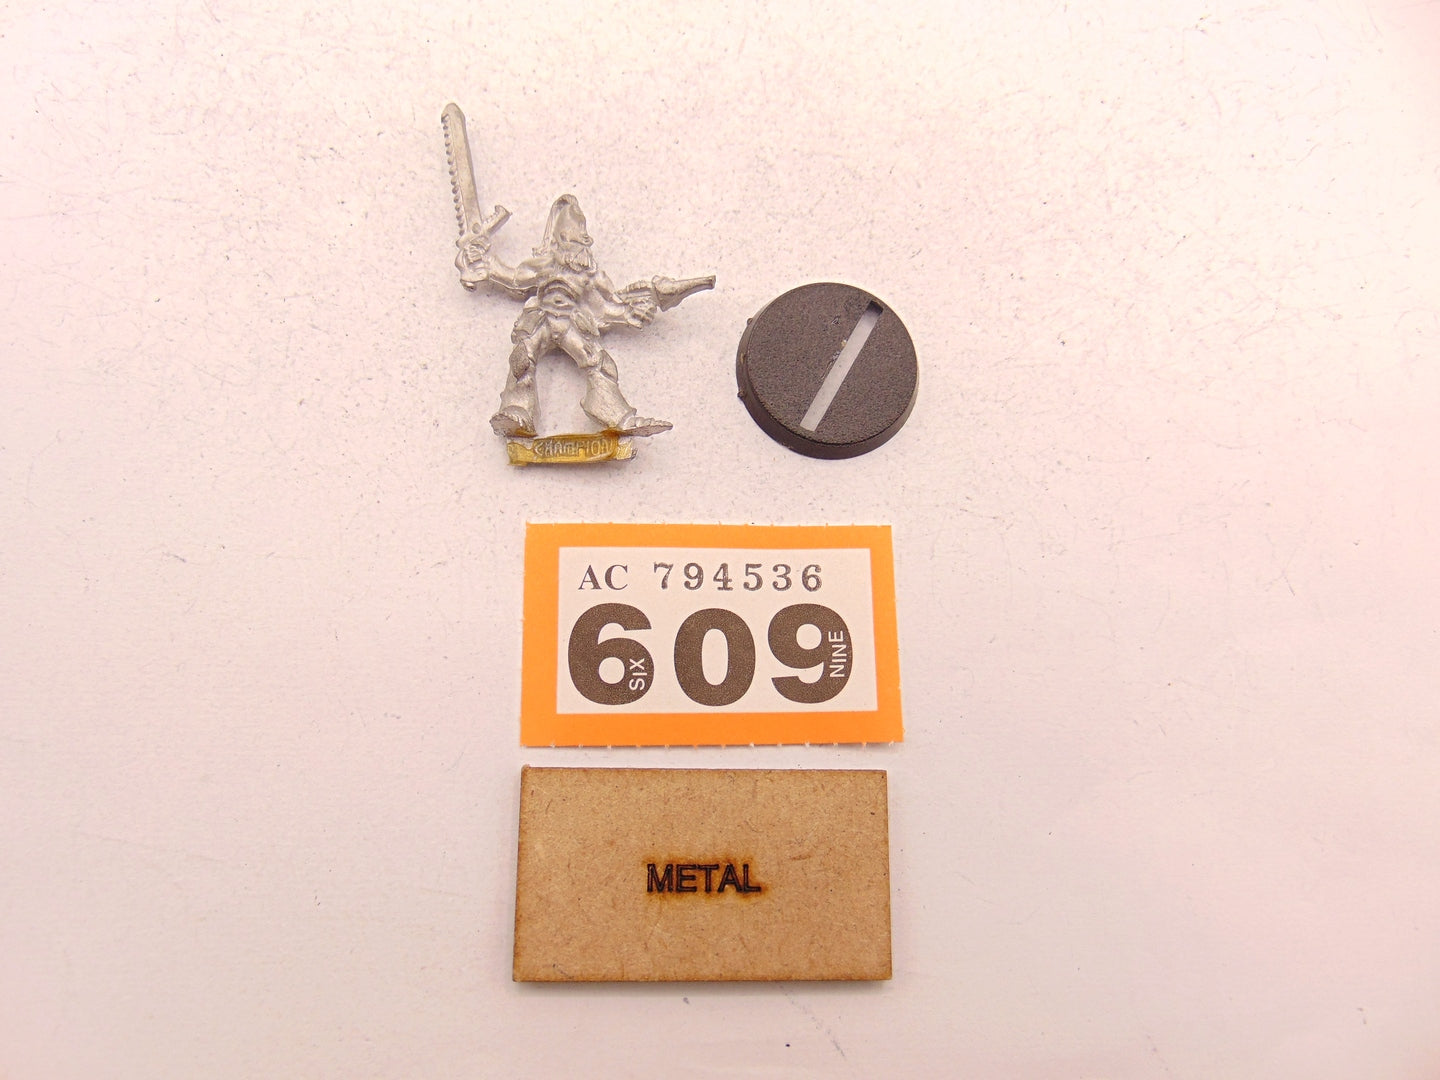 CHAMPION
AC 794536
609
SIX
NINE
METAL